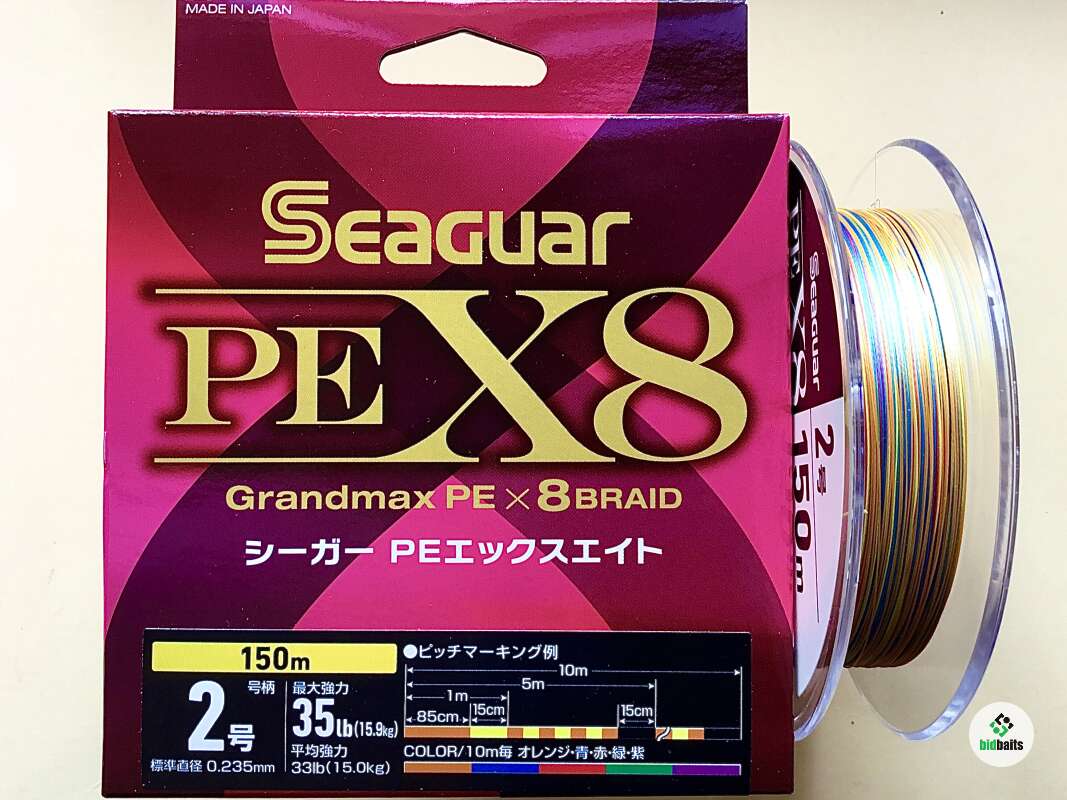 MADE IN JAPAN
SEAGUAR
PE X8
Grandmax PE × 8 BRAID
シーガー PEエックスエイト
150m
号柄
2号
標準直径 0.235mm
最大強力
35lb(15.9kg)
平均強力
33lb(15.0kg)
●ピッチマーキング例
10m
5m
1m
85cm
15cm
15cm
COLOR/10m毎 オレンジ・青・赤・緑・紫
SEAGUAR
PE X8
2号
150m
bidbaits